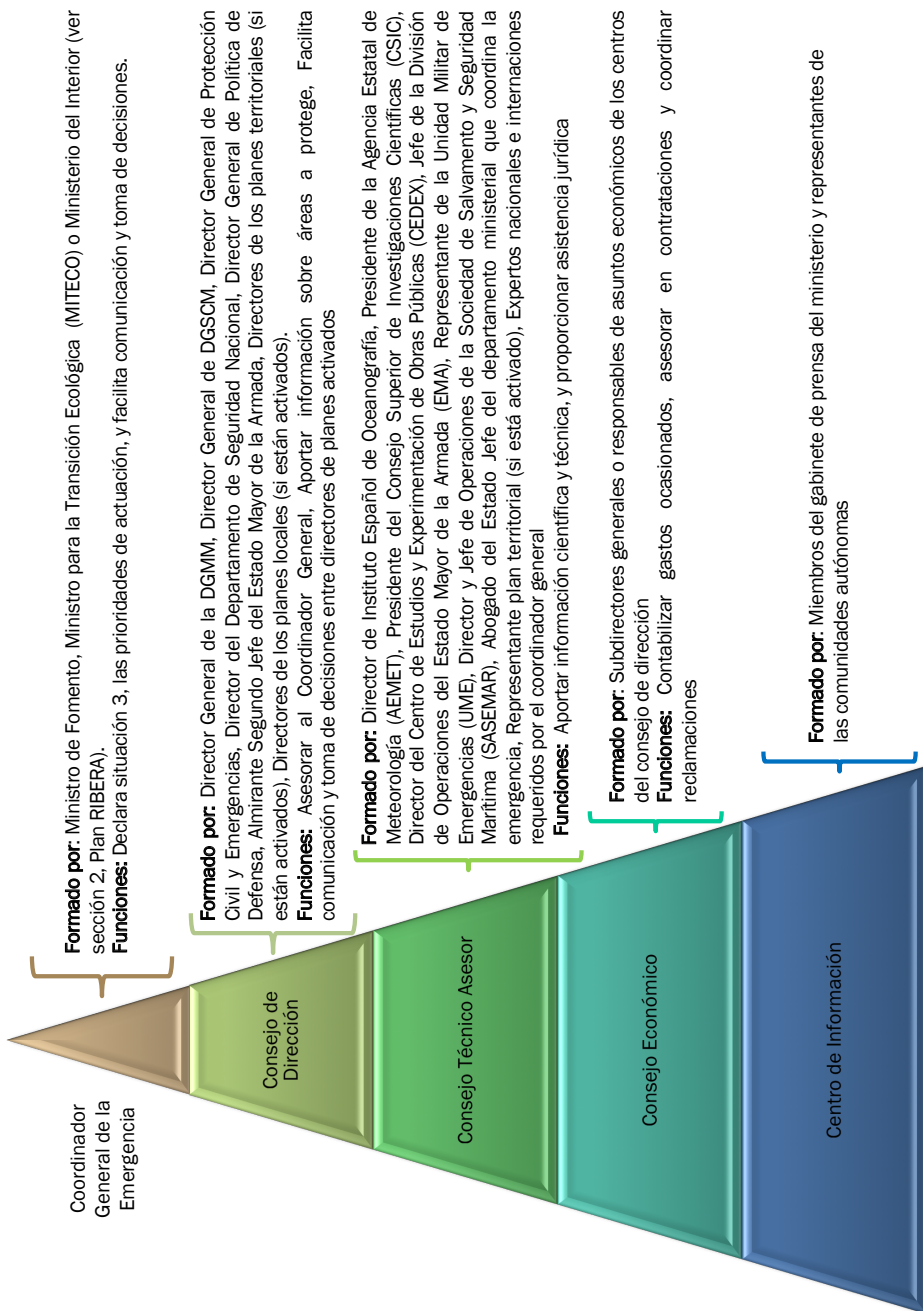 Coordinador
General de la
Emergencia
Formado por: Ministro de Fomento, Ministro para la Transición Ecológica (MITECO) o Ministerio del Interior (ver
sección 2, Plan RIBERA).
Funciones: Declara situación 3, las prioridades de actuación, y facilita comunicación y toma de decisiones.
Consejo de
Dirección
Formado por: Director General de la DGMM, Director General de DGSCM, Director General de Protección
Civil y Emergencias, Director del Departamento de Seguridad Nacional, Director General de Política de
Defensa, Almirante Segundo Jefe del Estado Mayor de la Armada, Directores de los planes territoriales (si
están activados), Directores de los planes locales (si están activados).
Funciones: Asesorar al Coordinador General, Aportar información sobre áreas a protege, Facilita
comunicación y toma de decisiones entre directores de planes activados
Consejo Técnico Asesor
Formado por: Director de Instituto Español de Oceanografía, Presidente de la Agencia Estatal de
Meteorología (AEMET), Presidente del Consejo Superior de Investigaciones Científicas (CSIC),
Director del Centro de Estudios y Experimentación de Obras Públicas (CEDEX), Jefe de la División
de Operaciones del Estado Mayor de la Armada (EMA), Representante de la Unidad Militar de
Emergencias (UME), Director y Jefe de Operaciones de la Sociedad de Salvamento y Seguridad
Marítima (SASEMAR), Abogado del Estado Jefe del departamento ministerial que coordina la
emergencia, Representante plan territorial (si está activado), Expertos nacionales e internaciones
requeridos por el coordinador general
Funciones: Aportar información científica y técnica, y proporcionar asistencia jurídica
Consejo Económico
Formado por: Subdirectores generales o responsables de asuntos económicos de los centros
del consejo de dirección
Funciones: Contabilizar gastos ocasionados, asesorar en contrataciones y coordinar
reclamaciones
Centro de Información
Formado por: Miembros del gabinete de prensa del ministerio y representantes de
las comunidades autónomas